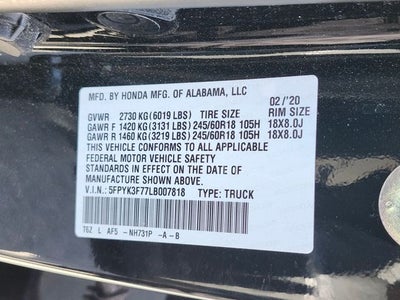 MFD. BY HONDA MFG. OF ALABAMA, LLC
02/'20
GVWR 2730 KG(6019 LBS) TIRE SIZE RIM SIZE
GAWR F 1420 KG(3131 LBS) 245/60R18 105H 18X8.0J
GAWR R 1460 KG(3219 LBS) 245/60R18 105H 18X8.0J
THIS VEHICLE CONFORMS TO ALL APPLICABLE
FEDERAL MOTOR VEHICLE SAFETY
STANDARDS IN EFFECT ON THE DATE OF
MANUFACTURE SHOWN ABOVE.
V.I.N.: 5FPYK3F77LB007818 TYPE: TRUCK
T6Z L AF5 -NH731P -A -B